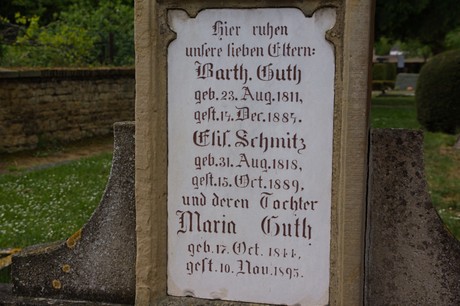 Hier ruhen
unsere lieben Eltern:
Barth. Guth
geb. 23. Aug. 1811,
gest. 14. Dec. 1887.
Elis. Schmitz
geb. 31. Aug. 1818,
gest. 15. Oct. 1889,
und deren Tochter
Maria Guth
geb. 17. Oct. 1844,
gest. 10. Nov. 1895.